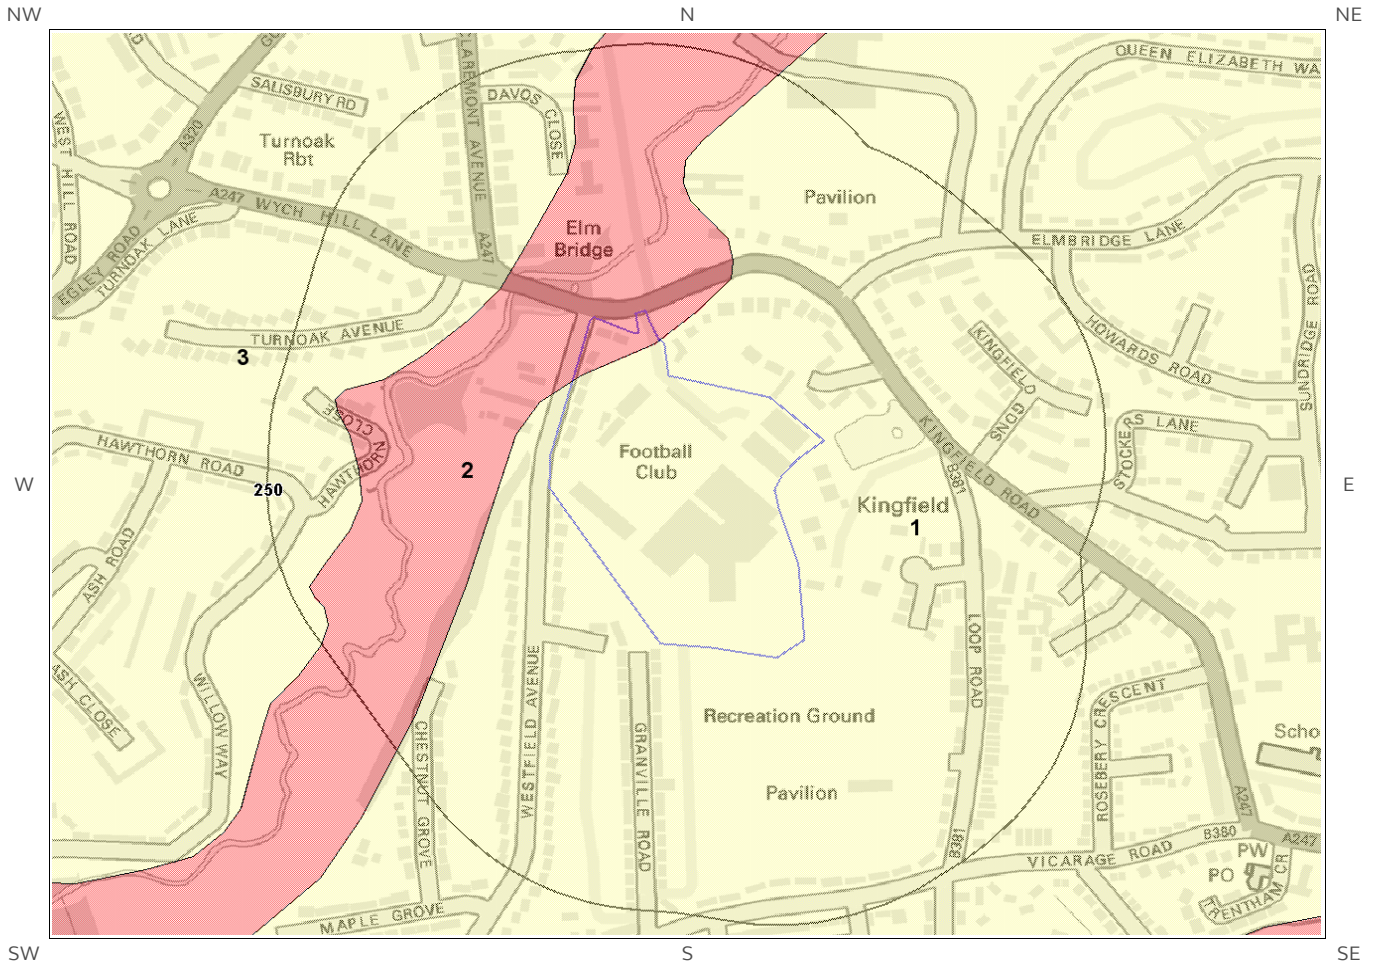 NW
N
NE
QUEEN ELIZABETH WA
SALISBURY RD
A320
CLAREMONT AVENUE
DAVOS
CLOSE
WEST HILL ROAD
Turnoak
Rbt
A247 WYCH HILL LANE
A247
Pavilion
Elm
Bridge
ELMBRIDGE LANE
EGLEY ROAD
TURNOAK LANE
TURNOAK AVENUE
3
HOWARDS ROAD
SUNDRIDGE ROAD
KINGFIELD
GDNS
HAWTHORN CLOSE
STOCKERS LANE
KINGFIELD ROAD
B381
HAWTHORN ROAD
Football
Club
2
W
250
E
Kingfield
1
ASH ROAD
LOOP ROAD
ASH CLOSE
WILLOW WAY
CHESTNUT GROVE
WESTFIELD AVENUE
GRANVILLE ROAD
Recreation Ground
ROSEBERY CRESCENT
Scho
Pavilion
A247
B381
VICARAGE ROAD
B380
A247
PW
PO
TRENTHAM CR
MAPLE GROVE
SW
S
SE